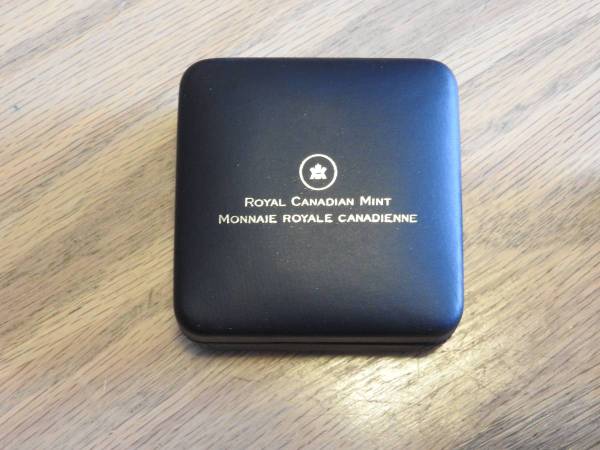 ROYAL CANADIAN MINT
MONNAIE ROYALE CANADIENNE